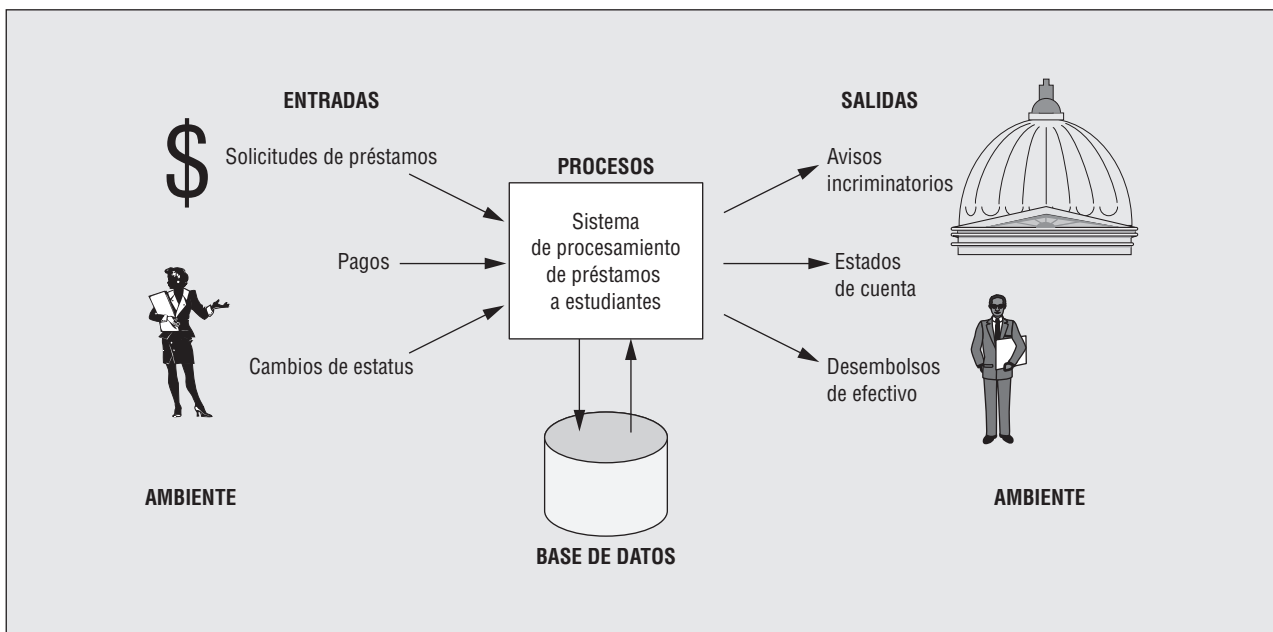 ENTRADAS
$
Solicitudes de préstamos
Pagos
Cambios de estatus
AMBIENTE
PROCESOS
Sistema
de procesamiento
de préstamos
a estudiantes
BASE DE DATOS
SALIDAS
Avisos
incriminatorios
Estados
de cuenta
Desembolsos
de efectivo
AMBIENTE